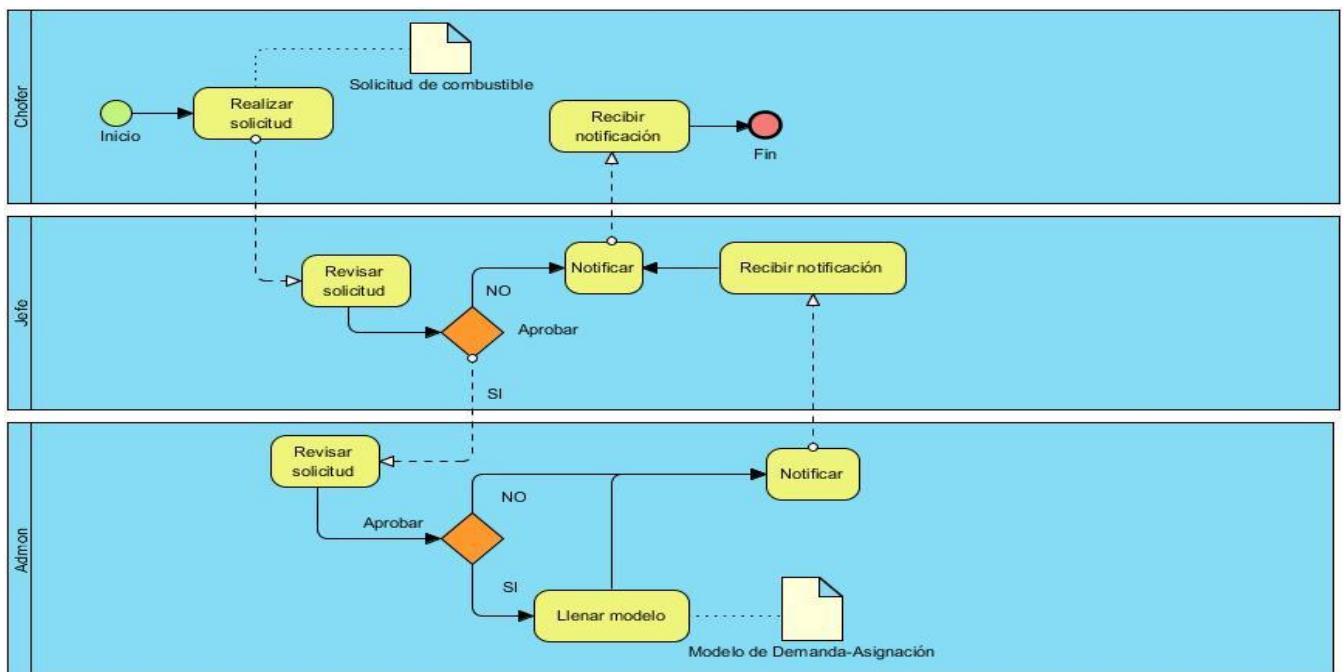 Chofer
Solicitud de combustible
Inicio
Realizar
solicitud
Recibir
notificación
Fin
Jefe
Revisar
solicitud
NO
Aprobar
SI
Notificar
Recibir notificación
Admon
Revisar
solicitud
Aprobar
NO
SI
Notificar
Llenar modelo
Modelo de Demanda-Asignación